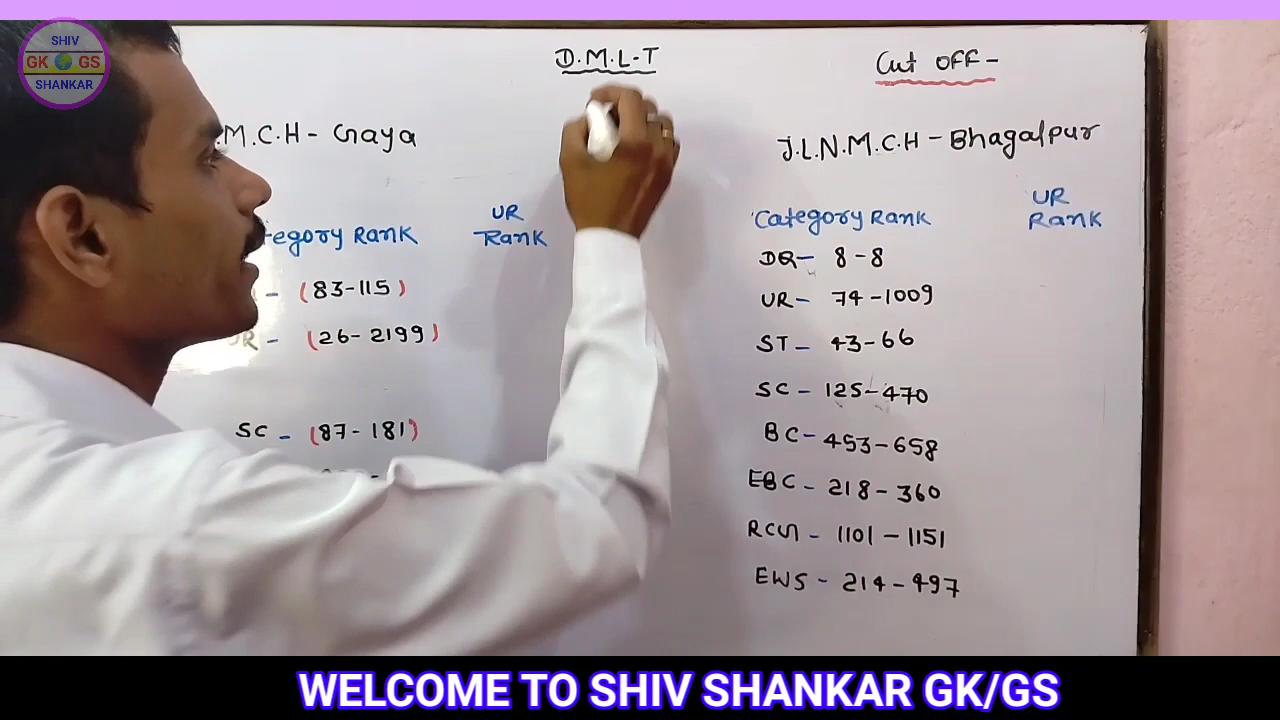 SHIV
GK GS
SHANKAR
D.M.L.T
Cut OFF-
M.C.H- Gaya
J.L.N.M.C.H - Bhagalpur
egory Rank
UR
Rank
- (83-115)
UR - (26-2199)
SC - (87-181)
Category Rank
UR
Rank
DQ- 8-8
UR- 74-1009
ST- 43-66
SC- 125-470
BC- 453-658
EBC- 218-360
RCG- 1101-1151
EWS- 214-497
WELCOME TO SHIV SHANKAR GK/GS